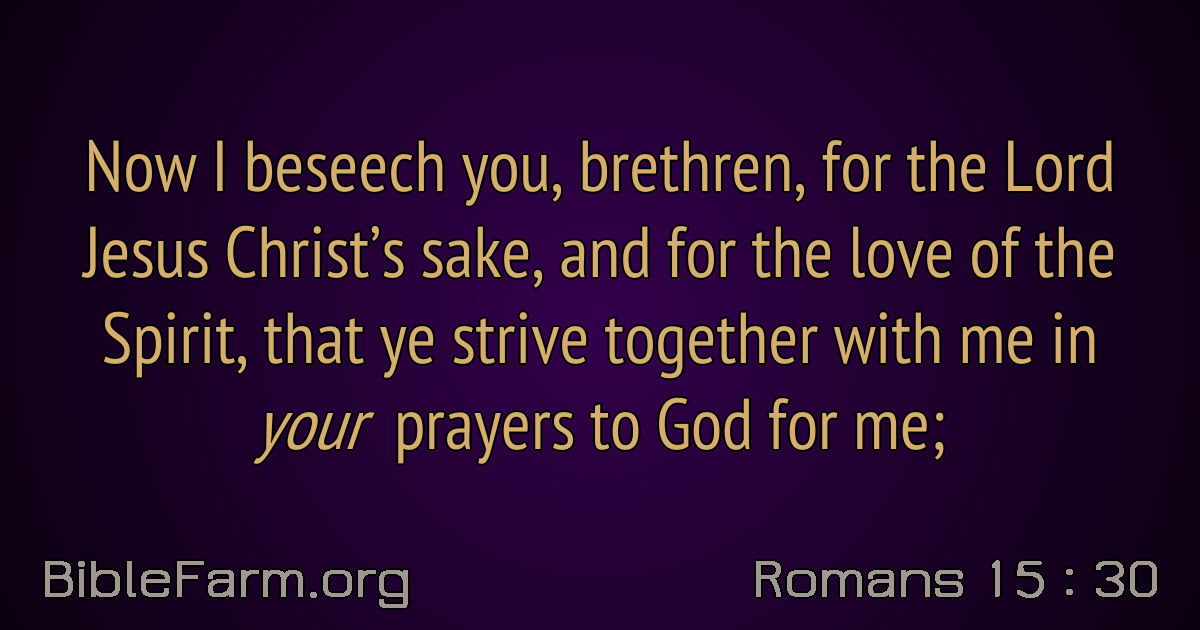 Now I beseech you, brethren, for the Lord
Jesus Christ’s sake, and for the love of the
Spirit, that ye strive together with me in
your prayers to God for me;
BibleFarm.org
Romans 15 : 30